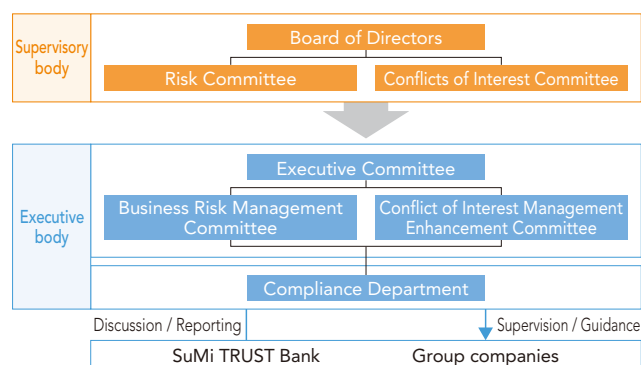 Supervisory
body
Board of Directors
Risk Committee
Conflicts of Interest Committee
Executive
body
Executive Committee
Business Risk Management
Committee
Conflict of Interest Management
Enhancement Committee
Compliance Department
Discussion / Reporting
Supervision / Guidance
SuMi TRUST Bank
Group companies